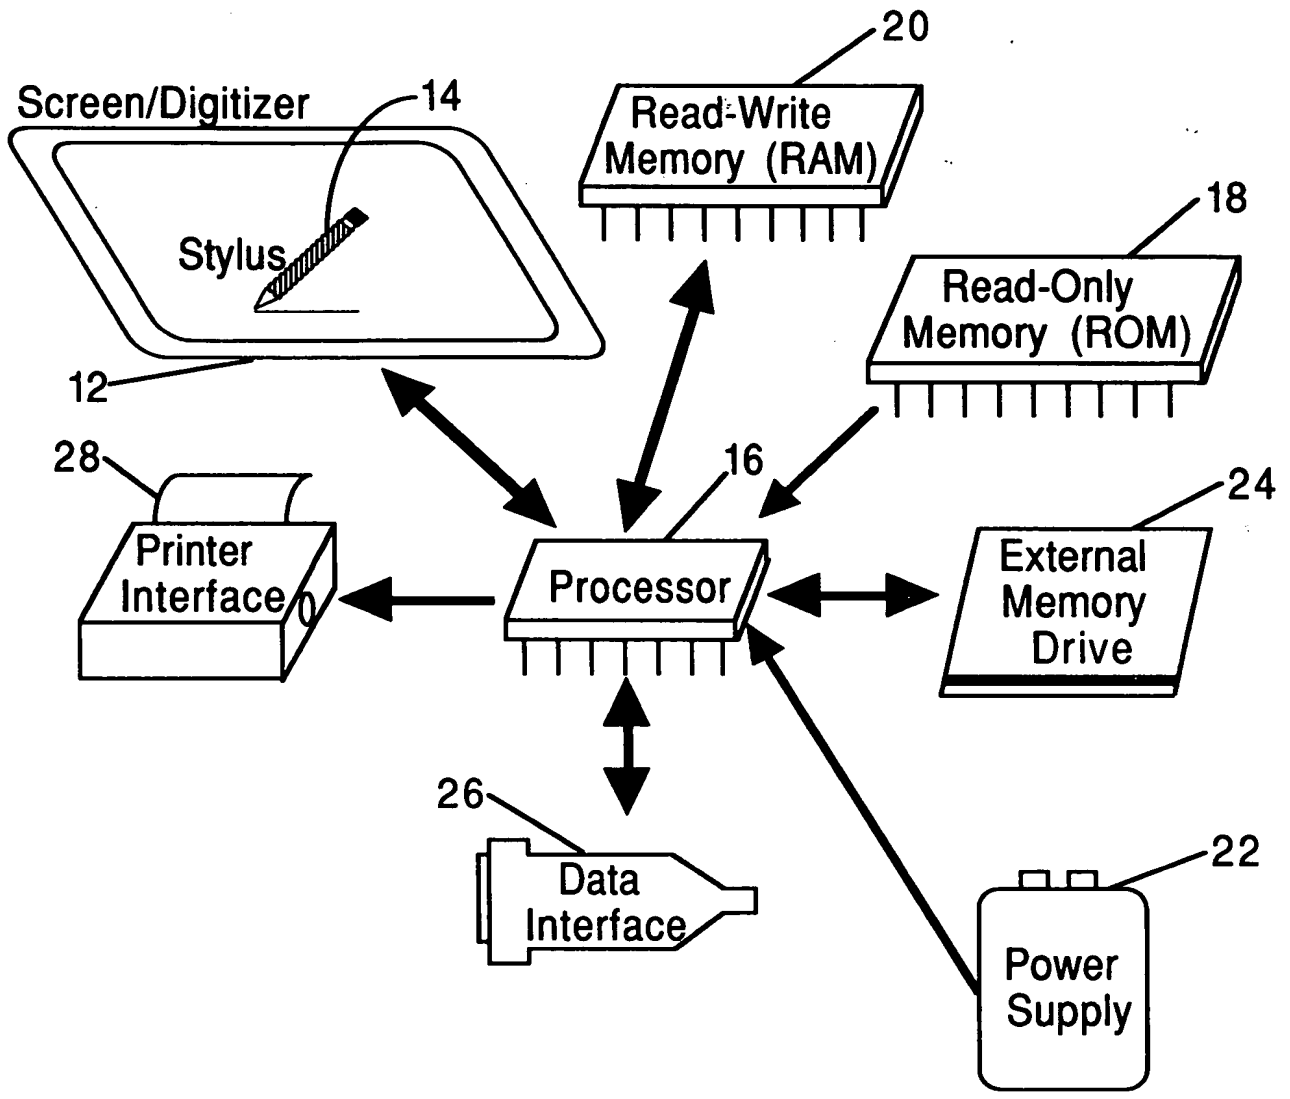 20
Screen/Digitizer
14
Read-Write
Memory (RAM)
18
Stylus
Read-Only
Memory (ROM)
12
28
16
24
Printer
Interface
Processor
External
Memory
Drive
26
22
Data
Interface
Power
Supply